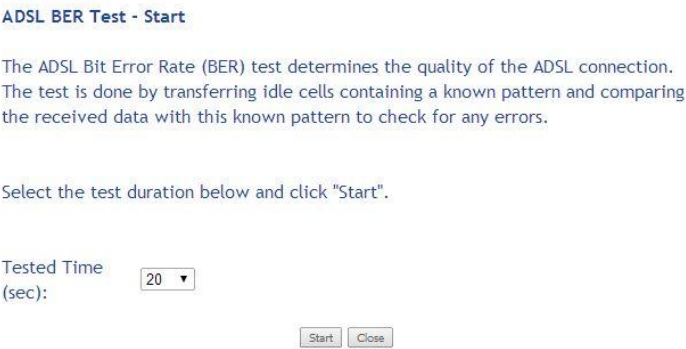 ADSL BER Test - Start
The ADSL Bit Error Rate (BER) test determines the quality of the ADSL connection.
The test is done by transferring idle cells containing a known pattern and comparing
the received data with this known pattern to check for any errors.
Select the test duration below and click "Start".
Tested Time
(sec):
20
Start Close